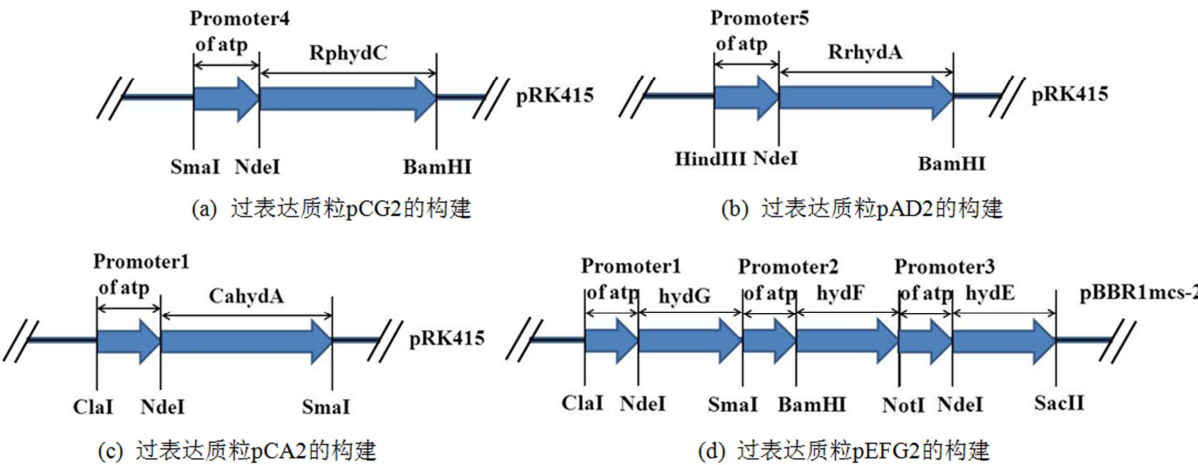 Promoter4
of atp
RphydC
pRK415
SmaI NdeI BamHI
(a) 过表达质粒pCG2的构建
Promoter5
of atp
RrhydA
pRK415
HindIII NdeI BamHI
(b) 过表达质粒pAD2的构建
Promoter1
of atp
CahydA
pRK415
ClaI NdeI SmaI
(c) 过表达质粒pCA2的构建
Promoter1 Promoter2 Promoter3
of atp hydG of atp hydF of atp hydE
pBBR1mcs-2
ClaI NdeI SmaI BamHI NotI NdeI SacII
(d) 过表达质粒pEFG2的构建